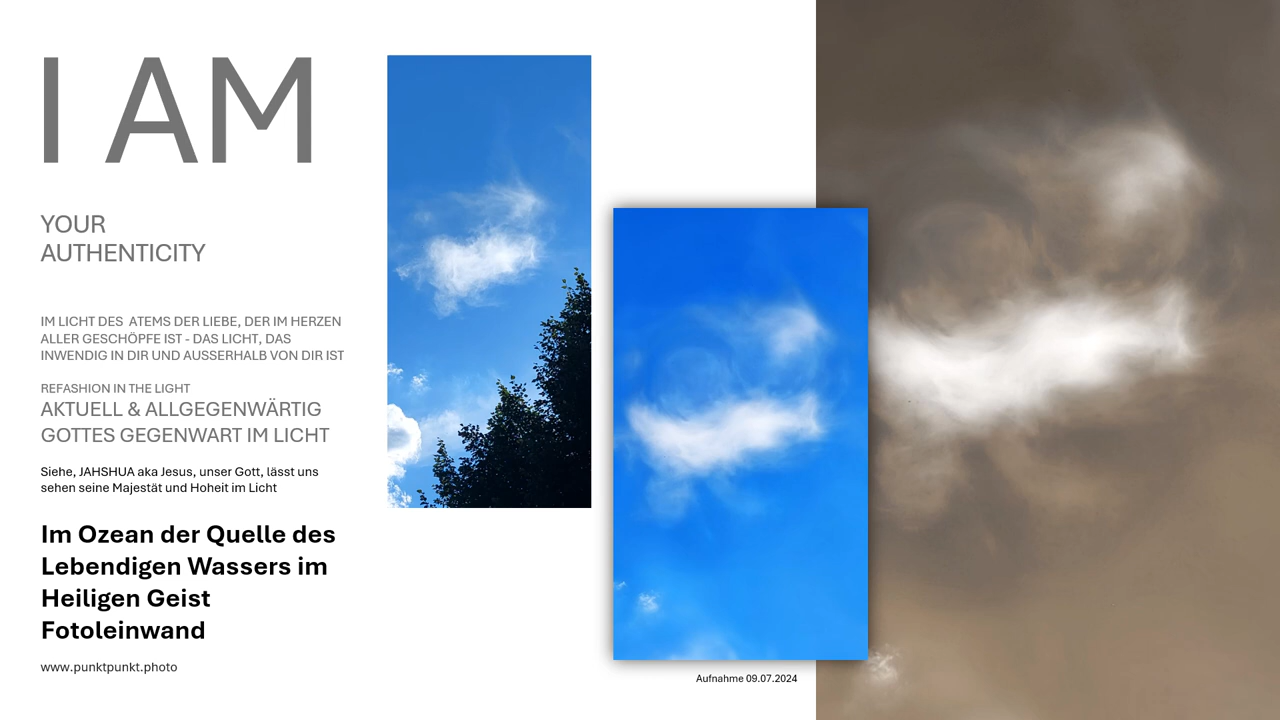 I AM
YOUR
AUTHENTICITY
IM LICHT DES ATEMS DER LIEBE, DER IM HERZEN
ALLER GESCHÖPFE IST - DAS LICHT, DAS
INWENDIG IN DIR UND AUSSERHALB VON DIR IST
REFASHION IN THE LIGHT
AKTUELL & ALLGEGENWÄRTIG
GOTTES GEGENWART IM LICHT
Siehe, JAHSHUA aka Jesus, unser Gott, lässt uns
sehen seine Majestät und Hoheit im Licht
Im Ozean der Quelle des
Lebendigen Wassers im
Heiligen Geist
Fotoleinwand
www.punktpunkt.photo
Aufnahme 09.07.2024